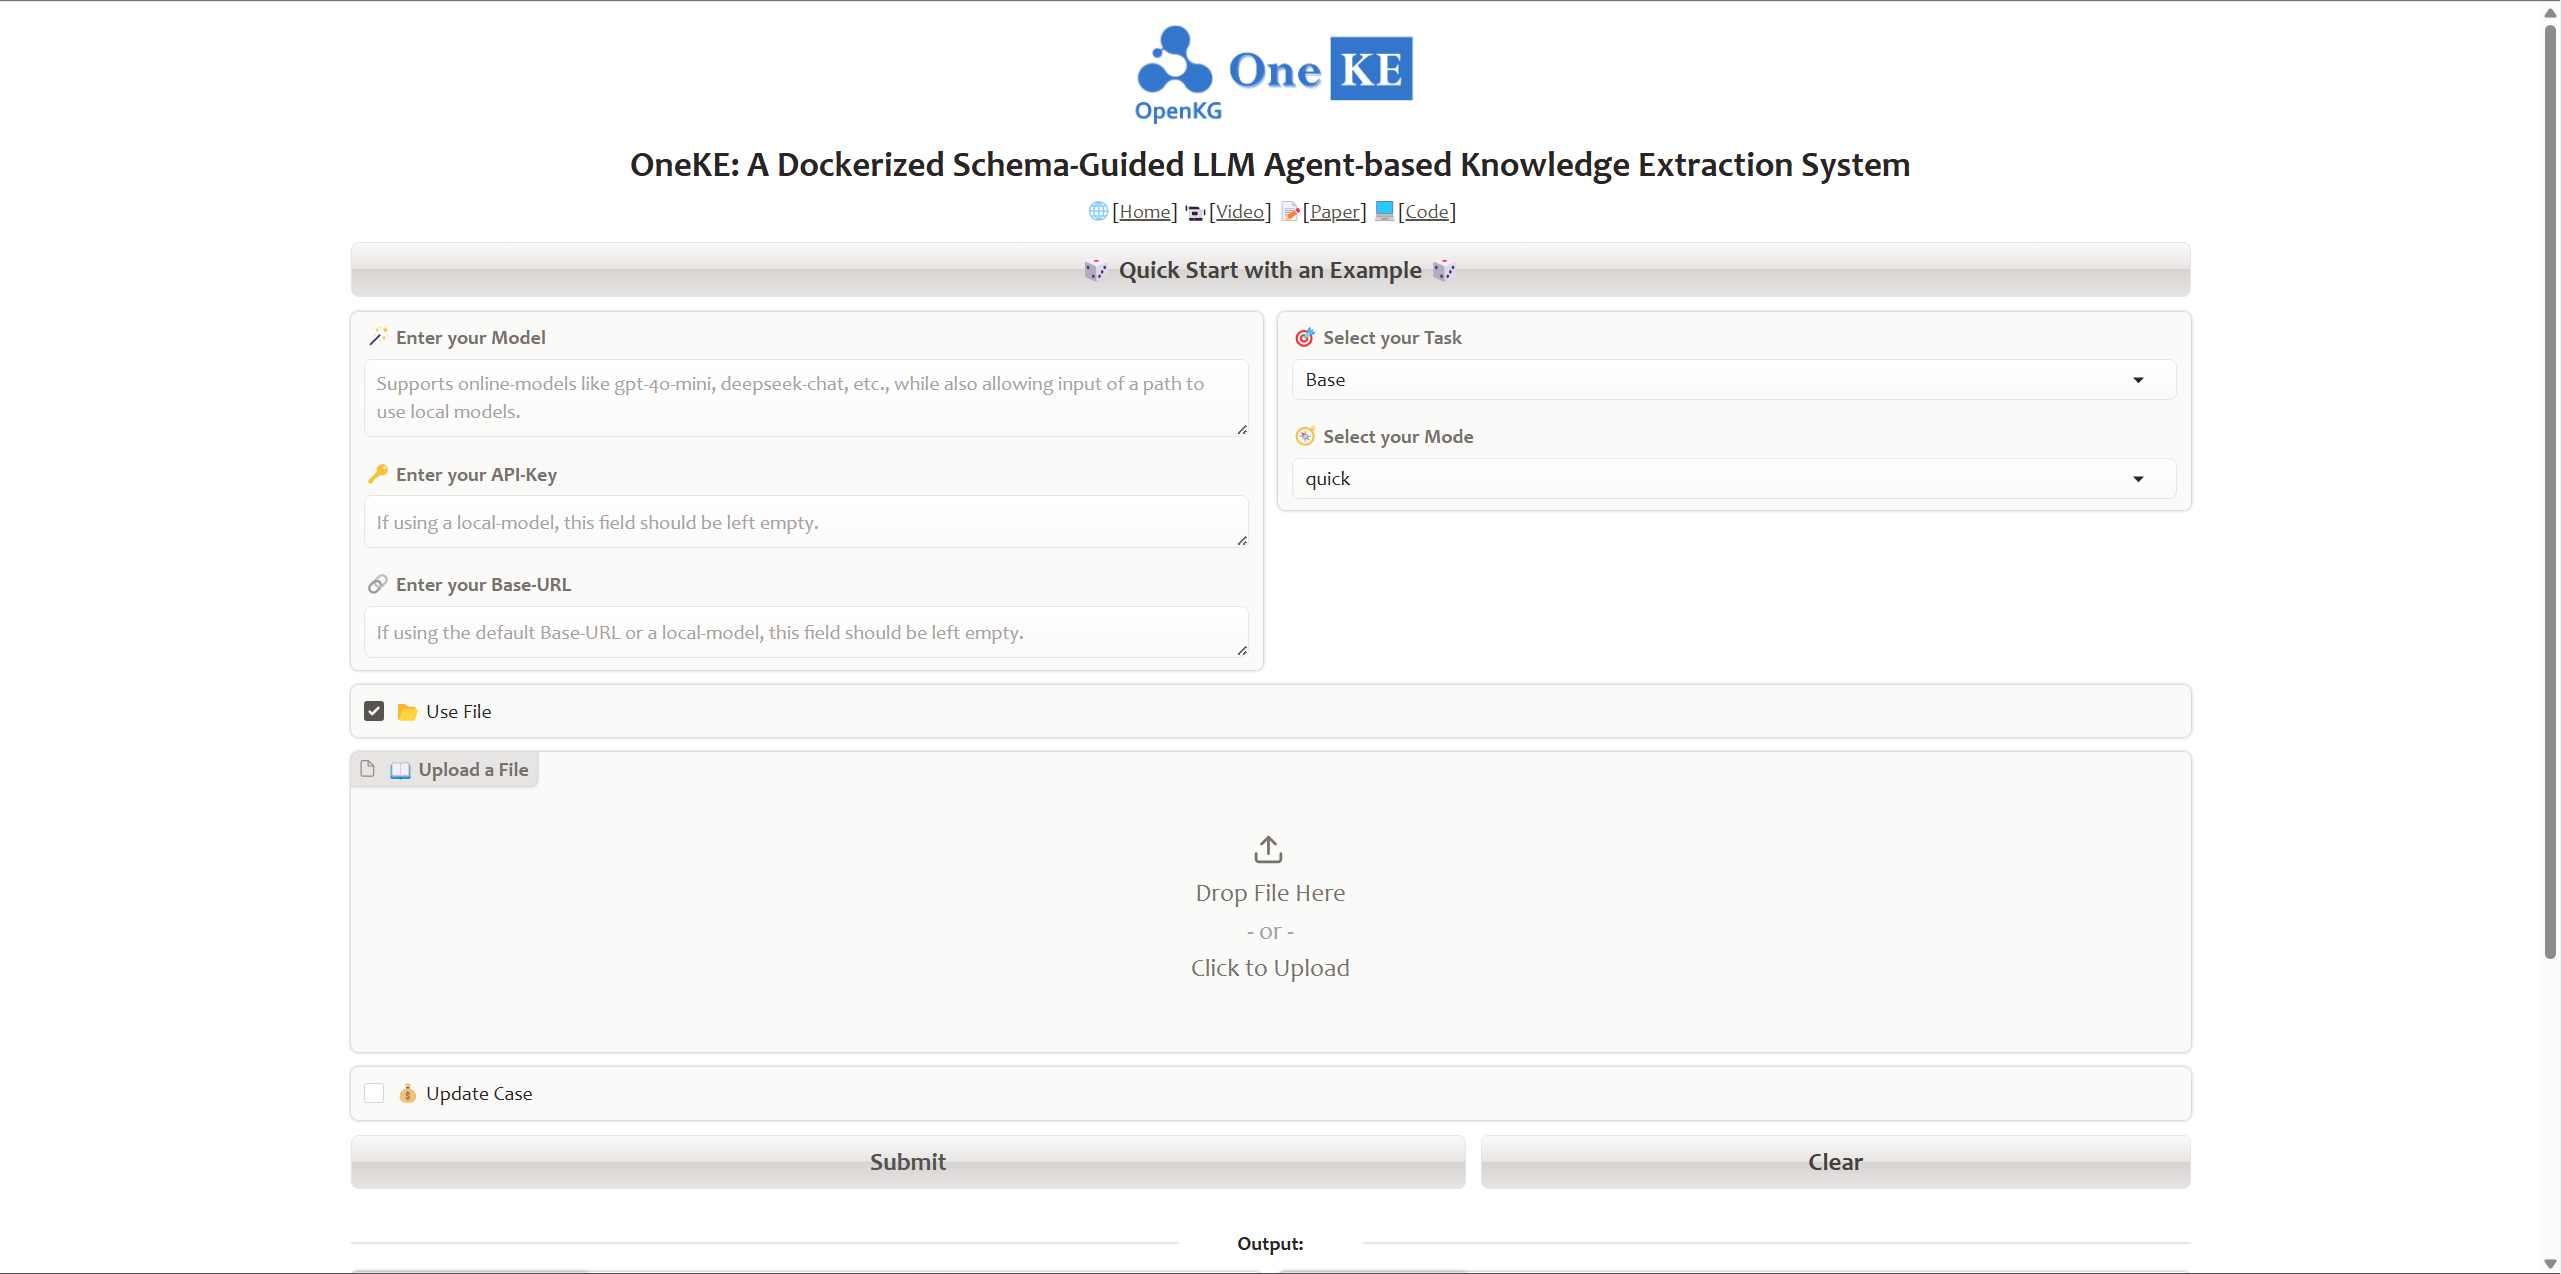 OpenKG
One KE
OneKE: A Dockerized Schema-Guided LLM Agent-based Knowledge Extraction System
🌐[Home] 📹[Video] 📝[Paper] 💻[Code]
🎲 Quick Start with an Example 🎲
🪄 Enter your Model
Supports online-models like gpt-4o-mini, deepseek-chat, etc., while also allowing input of a path to
use local models.
🔑 Enter your API-Key
If using a local-model, this field should be left empty.
🔗 Enter your Base-URL
If using the default Base-URL or a local-model, this field should be left empty.
🎯 Select your Task
Base
🧭 Select your Mode
quick
📂 Use File
📖 Upload a File
Drop File Here
- or -
Click to Upload
💰 Update Case
Submit
Clear
Output: